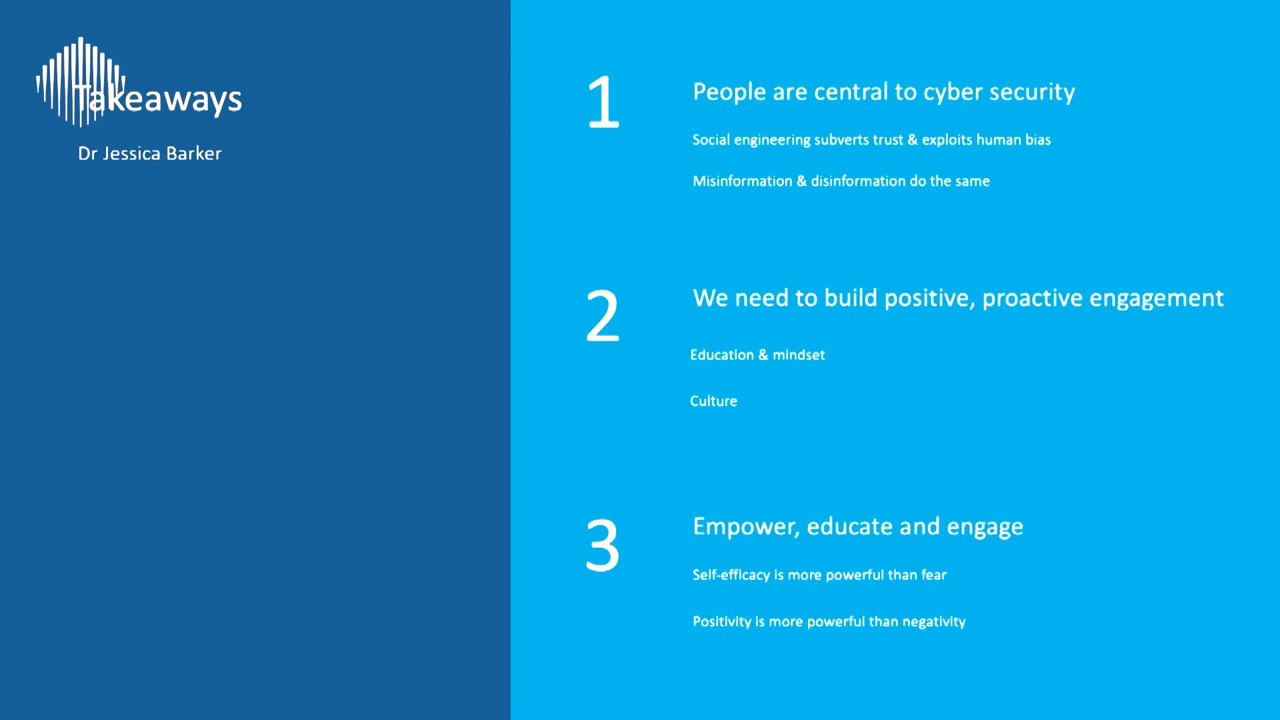 Takeaways
Dr Jessica Barker
1
People are central to cyber security
Social engineering subverts trust & exploits human bias
Misinformation & disinformation do the same
2
We need to build positive, proactive engagement
Education & mindset
Culture
3
Empower, educate and engage
Self-efficacy is more powerful than fear
Positivity is more powerful than negativity